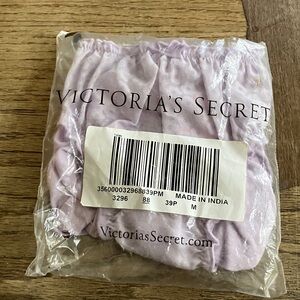 VICTORIA'S SECRET
356000032968839PM MADE IN INDIA
3296 88 39P M
VictoriasSecret.com